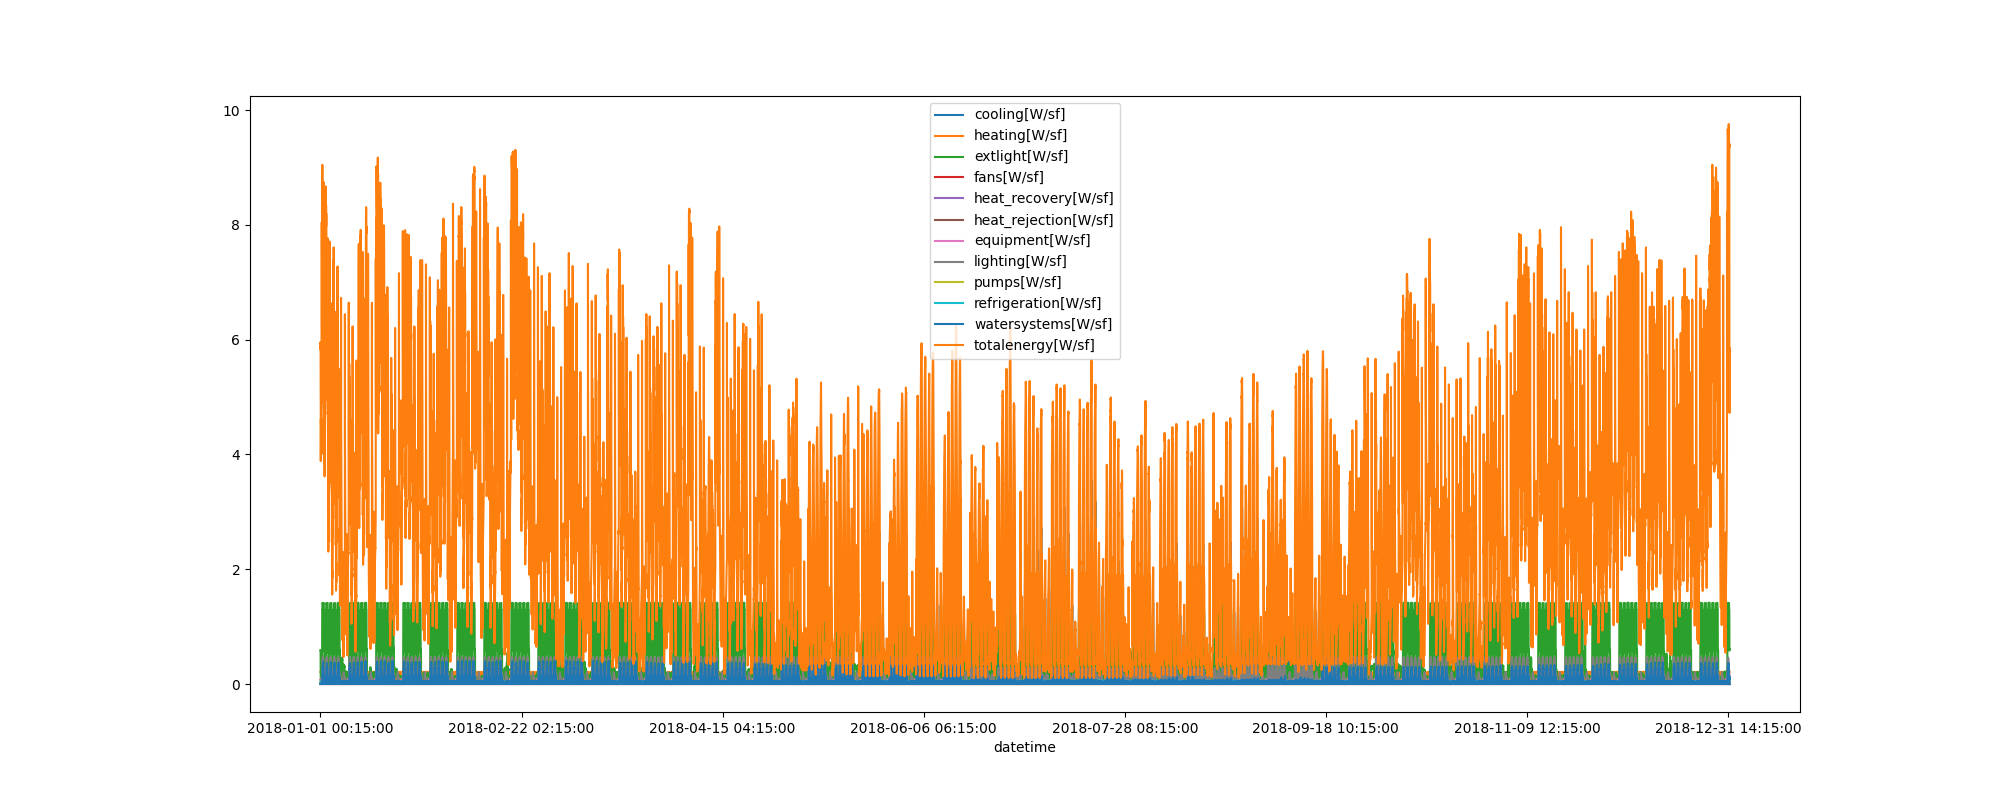 10
8
6
4
2
0
cooling[W/sf]
heating[W/sf]
extlight[W/sf]
fans[W/sf]
heat_recovery[W/sf]
heat_rejection[W/sf]
equipment[W/sf]
lighting[W/sf]
pumps[W/sf]
refrigeration[W/sf]
watersystems[W/sf]
totalenergy[W/sf]
2018-01-01 00:15:00 2018-02-22 02:15:00 2018-04-15 04:15:00 2018-06-06 06:15:00 2018-07-28 08:15:00 2018-09-18 10:15:00 2018-11-09 12:15:00 2018-12-31 14:15:00
datetime